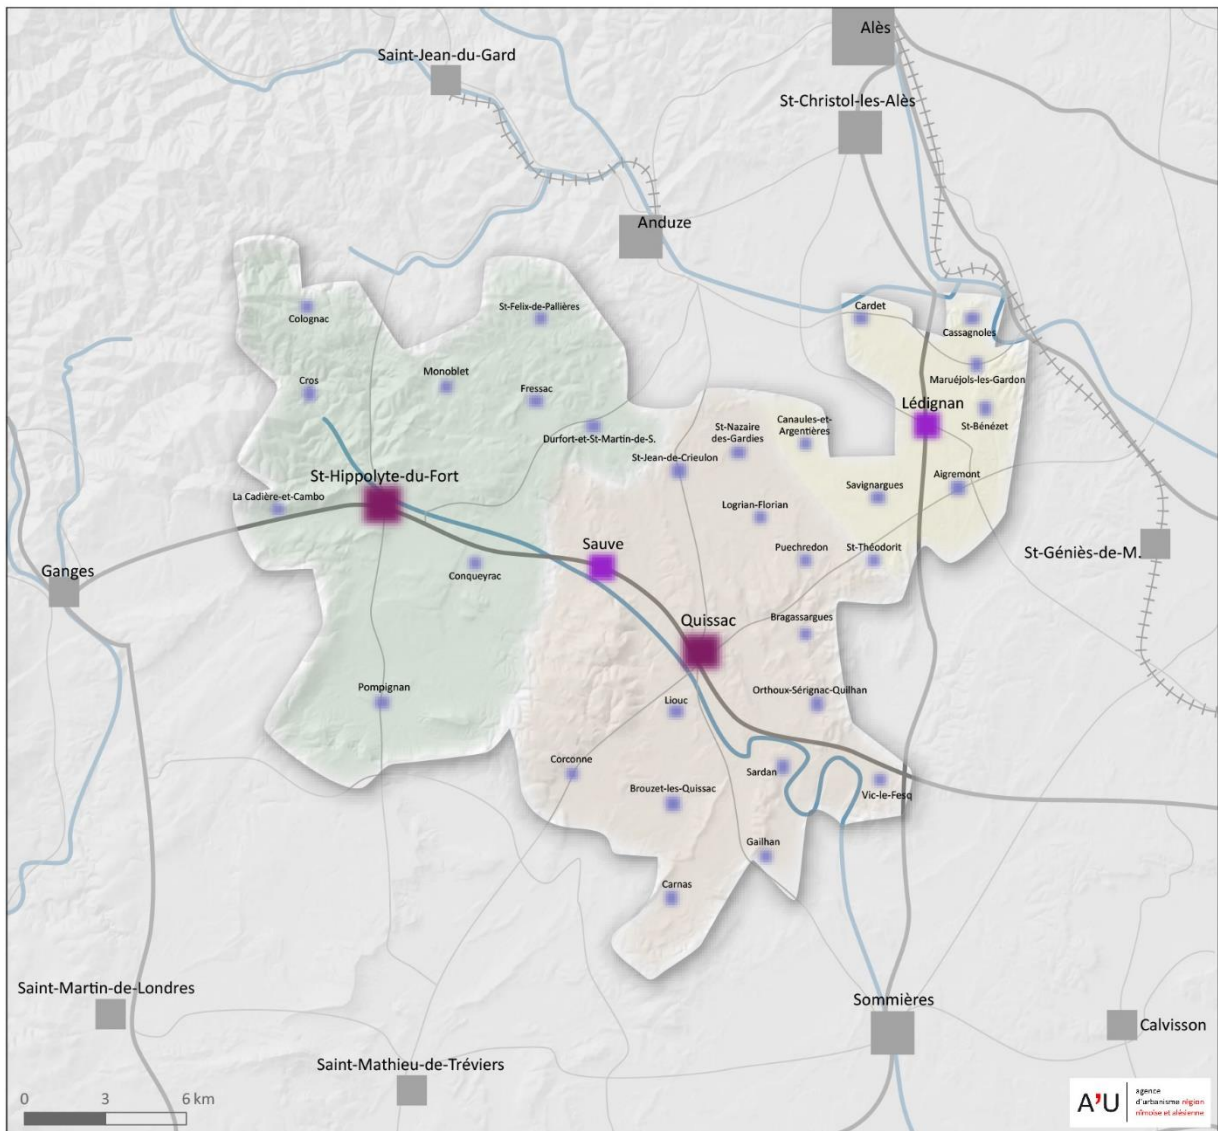 Alès
Saint-Jean-du-Gard
St-Christol-les-Alès
Anduze
Colognac
St-Felix-de-Pallières
Cardet
Cassagnoles
Monoblet
Maruéjols-les-Gardon
Cros
Fressac
Lédignan
St-Bénézet
Canaules-et-
Argentières
St-Nazaire
des-Gardies
Durfort-et-St-Martin-de-S.
St-Jean-de-Crieulon
St-Hippolyte-du-Fort
Aigremont
Savignargues
La Cadière-et-Cambo
Logrian-Florian
Sauve
Puechredon
St-Théodorit
St-Géniès-de-M.
Ganges
Conqueyrac
Bragassargues
Quissac
Pompignan
Orthoux-Sérignac-Quilhan
Liouc
Corconne
Sardan
Brouzet-les-Quissac
Vic-le-Fesq
Gailhan
Carnas
Saint-Martin-de-Londres
Sommières
Calvisson
Saint-Mathieu-de-Tréviers
0 3 6 km
A'U
agence
d'urbanisme région
nîmoise et alésienne